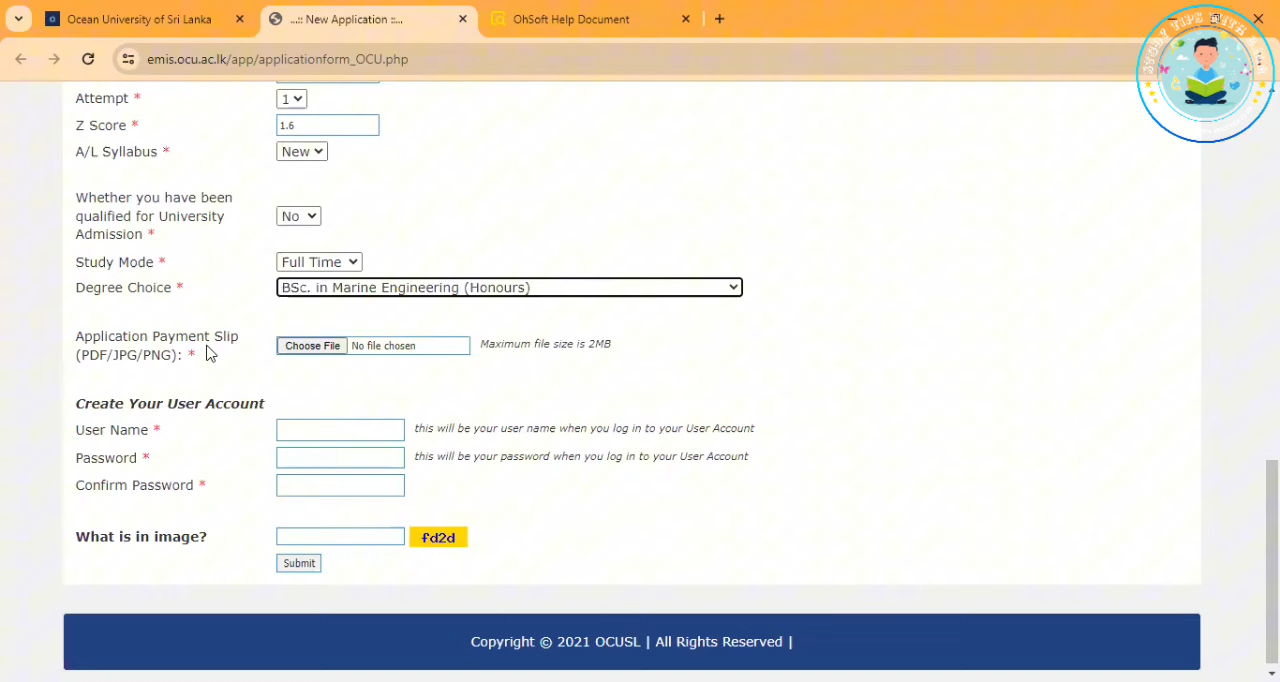 Ocean University of Sri Lanka
...:: New Application ::...
OhSoft Help Document
emis.ocu.ac.lk/app/applicationform_OCU.php
Attempt * 1
Z Score * 1.6
A/L Syllabus * New
Whether you have been
qualified for University
Admission * No
Study Mode * Full Time
Degree Choice * BSc. in Marine Engineering (Honours)
Application Payment Slip
(PDF/JPG/PNG): * Choose File No file chosen Maximum file size is 2MB
Create Your User Account
User Name * this will be your user name when you log in to your User Account
Password * this will be your password when you log in to your User Account
Confirm Password *
What is in image? fd2d
Submit
Copyright © 2021 OCUSL | All Rights Reserved |